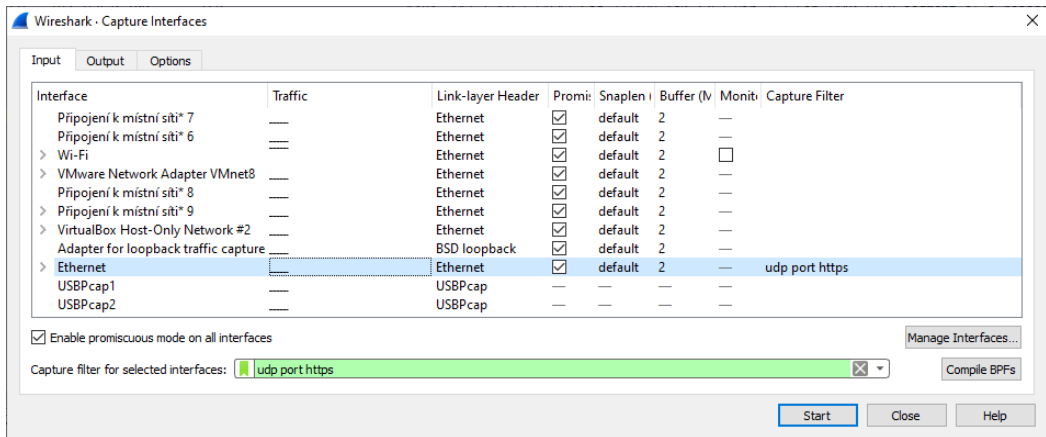 Wireshark · Capture Interfaces
Input Output Options
Interface Traffic Link-layer Header Promis Snaplen ( Buffer (M Monito Capture Filter
Připojení k místní síti* 7 Ethernet default 2 —
Připojení k místní síti* 6 Ethernet default 2 —
Wi-Fi Ethernet default 2
VMware Network Adapter VMnet8 Ethernet default 2 —
Připojení k místní síti* 8 Ethernet default 2 —
Připojení k místní síti* 9 Ethernet default 2 —
VirtualBox Host-Only Network #2 Ethernet default 2 —
Adapter for loopback traffic capture BSD loopback default 2 —
Ethernet Ethernet default 2 — udp port https
USBPcap1 USBPcap — — — —
USBPcap2 USBPcap — — — —
Enable promiscuous mode on all interfaces Manage Interfaces...
Capture filter for selected interfaces: udp port https Compile BPFs
Start Close Help